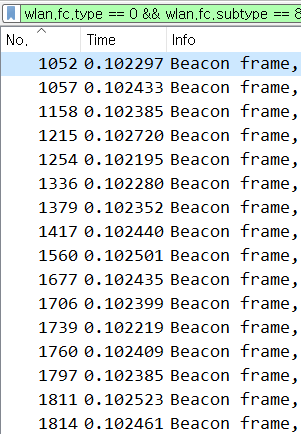 wlan.fc.type == 0 && wlan.fc.subtype == 8
No. Time Info
1052 0.102297 Beacon frame,
1057 0.102433 Beacon frame,
1158 0.102385 Beacon frame,
1215 0.102720 Beacon frame,
1254 0.102195 Beacon frame,
1336 0.102280 Beacon frame,
1379 0.102352 Beacon frame,
1417 0.102440 Beacon frame,
1560 0.102501 Beacon frame,
1677 0.102435 Beacon frame,
1706 0.102399 Beacon frame,
1739 0.102219 Beacon frame,
1760 0.102409 Beacon frame,
1797 0.102385 Beacon frame,
1811 0.102523 Beacon frame,
1814 0.102461 Beacon frame,